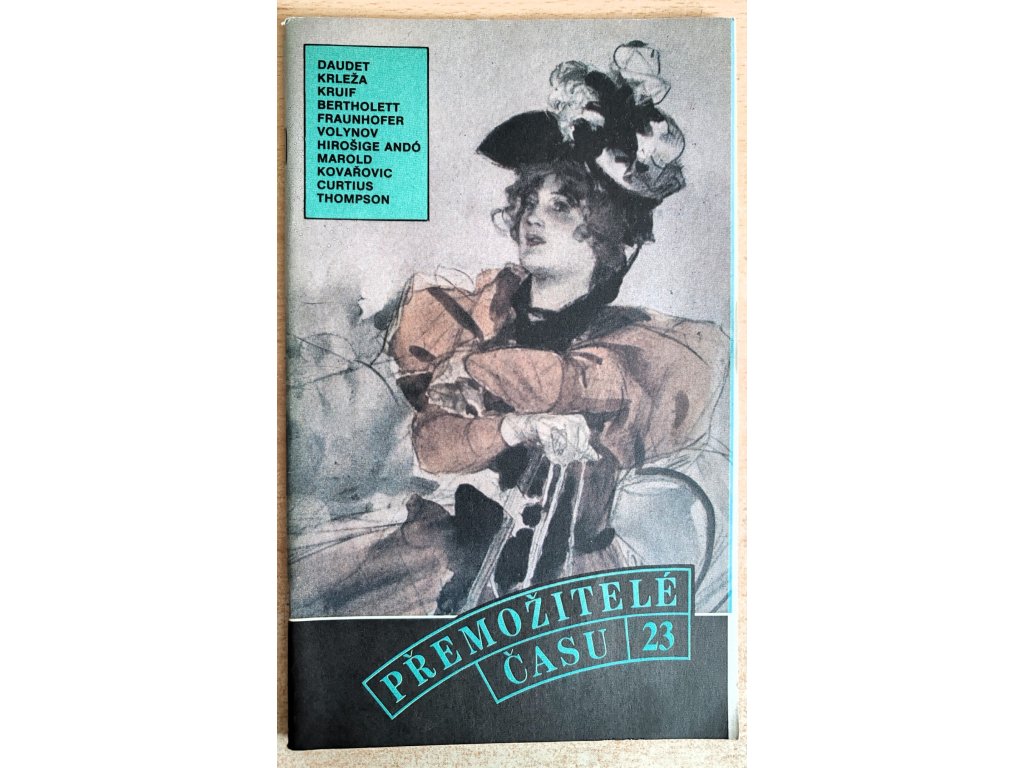 DAUDET
KRLEŽA
KRUIF
BERTHOLETT
FRAUNHOFER
VOLYNOV
HIROŠIGE ANDÓ
MAROLD
KOVAŘOVIC
CURTIUS
THOMPSON
PŘEMOŽITELÉ
ČASU 23